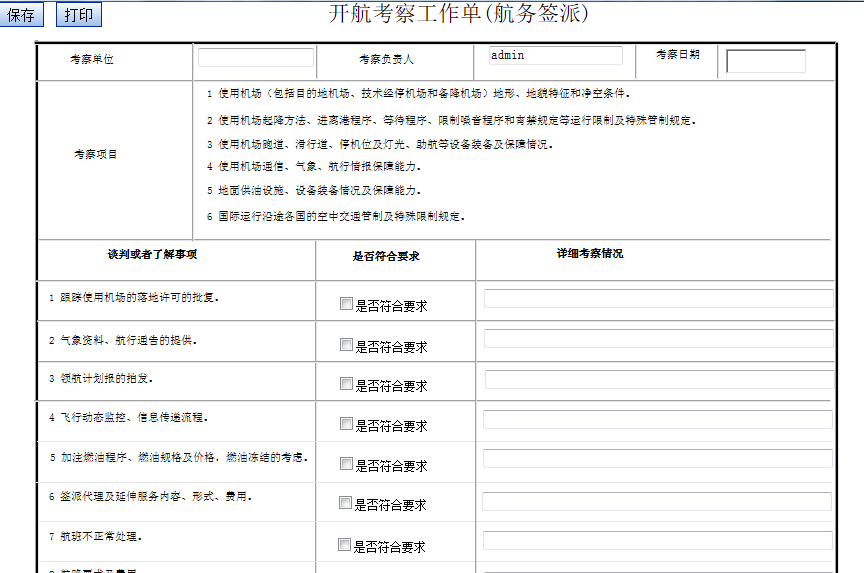 保存 打印 开航考察工作单(航务签派)
考察单位 考察负责人 admin 考察日期
考察项目
1 使用机场（包括目的地机场、技术经停机场和备降机场）地形、地貌特征和净空条件。
2 使用机场起降方法、进离港程序、等待程序、限制噪音程序和宵禁规定等运行限制及特殊管制规定。
3 使用机场跑道、滑行道、停机位及灯光、助航等设备装备及保障情况。
4 使用机场通信、气象、航行情报保障能力。
5 地面供油设施、设备装备情况及保障能力。
6 国际运行沿途各国的空中交通管制及特殊限制规定。
谈判或者了解事项 是否符合要求 详细考察情况
1 跟踪使用机场的落地许可的批复。 是否符合要求
2 气象资料、航行通告的提供。 是否符合要求
3 领航计划报的拍发。 是否符合要求
4 飞行动态监控、信息传递流程。 是否符合要求
5 加注燃油程序、燃油规格及价格，燃油冻结的考虑。 是否符合要求
6 签派代理及延伸服务内容、形式、费用。 是否符合要求
7 航班不正常处理。 是否符合要求